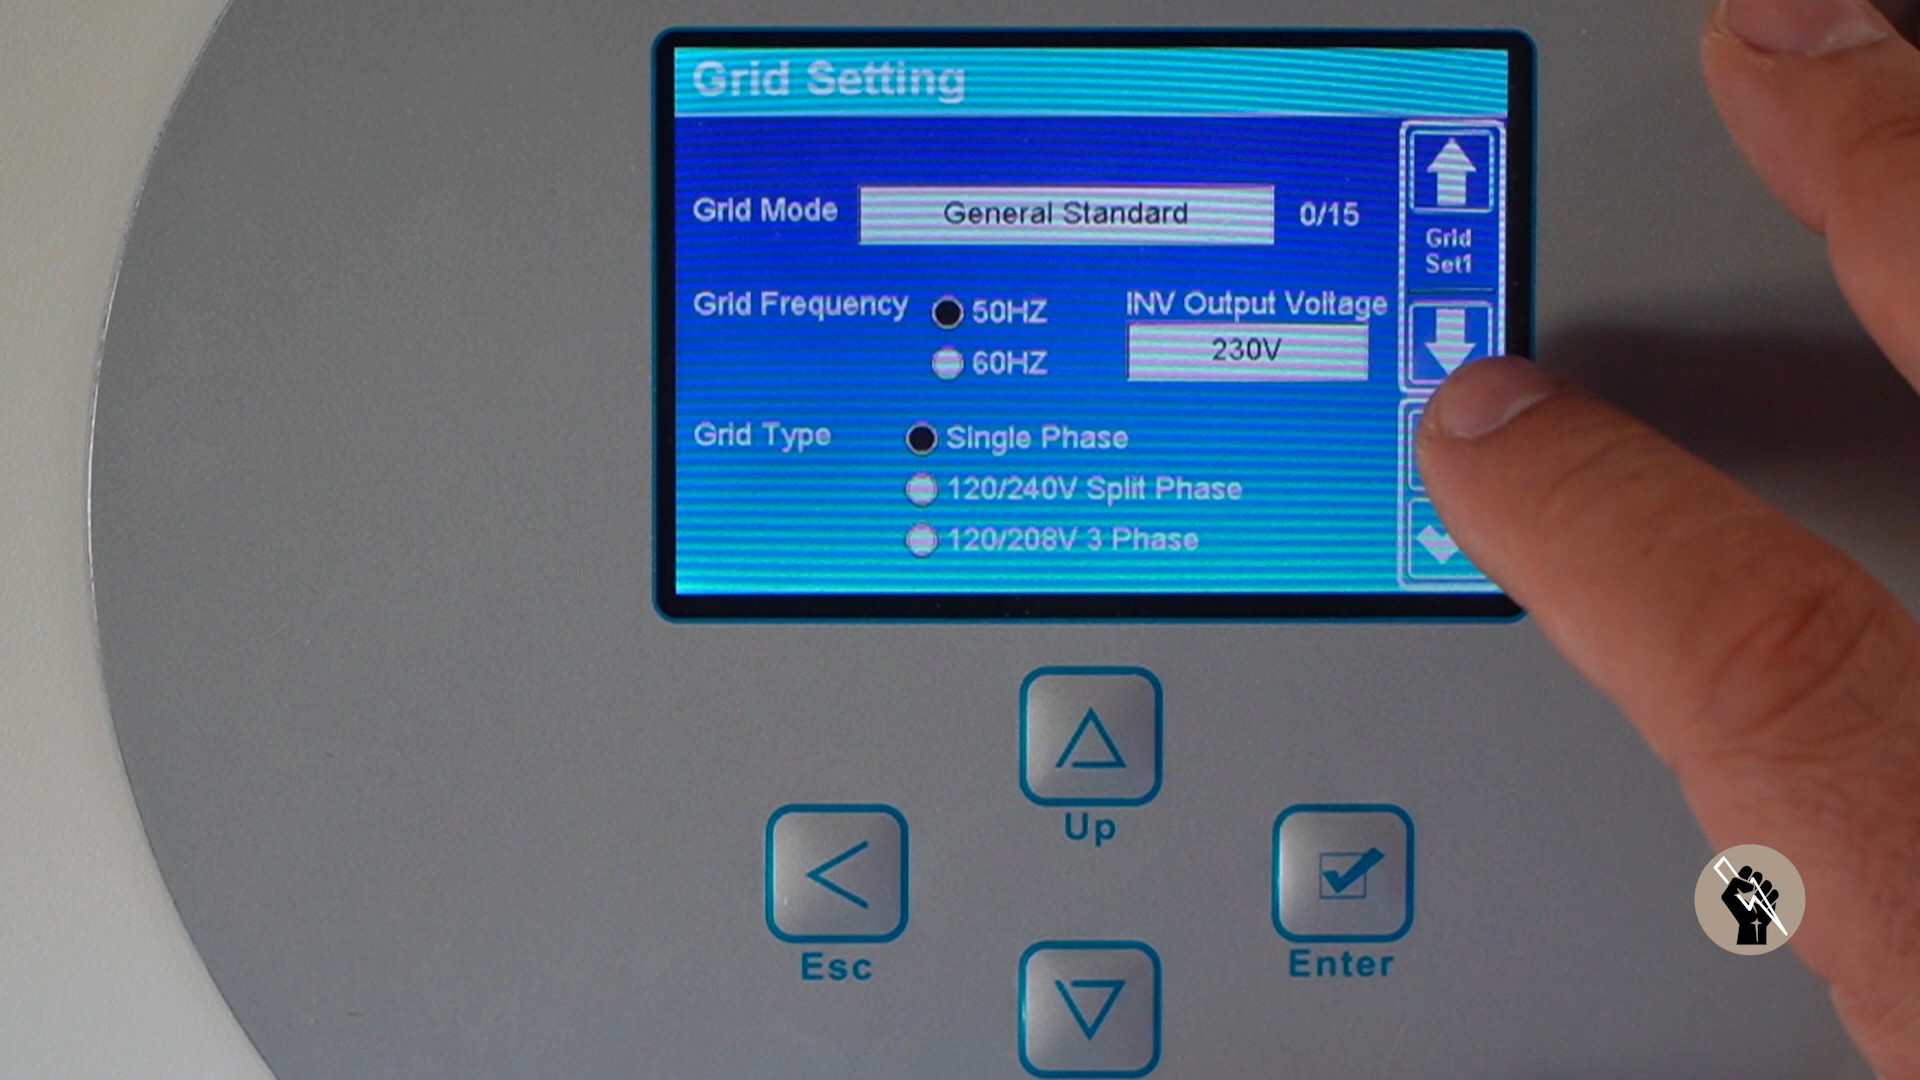 Grid Setting
Grid Mode General Standard 0/15
Grid
Set1
Grid Frequency 50HZ INV Output Voltage
60HZ 230V
Grid Type Single Phase
120/240V Split Phase
120/208V 3 Phase
Up
Esc
Enter